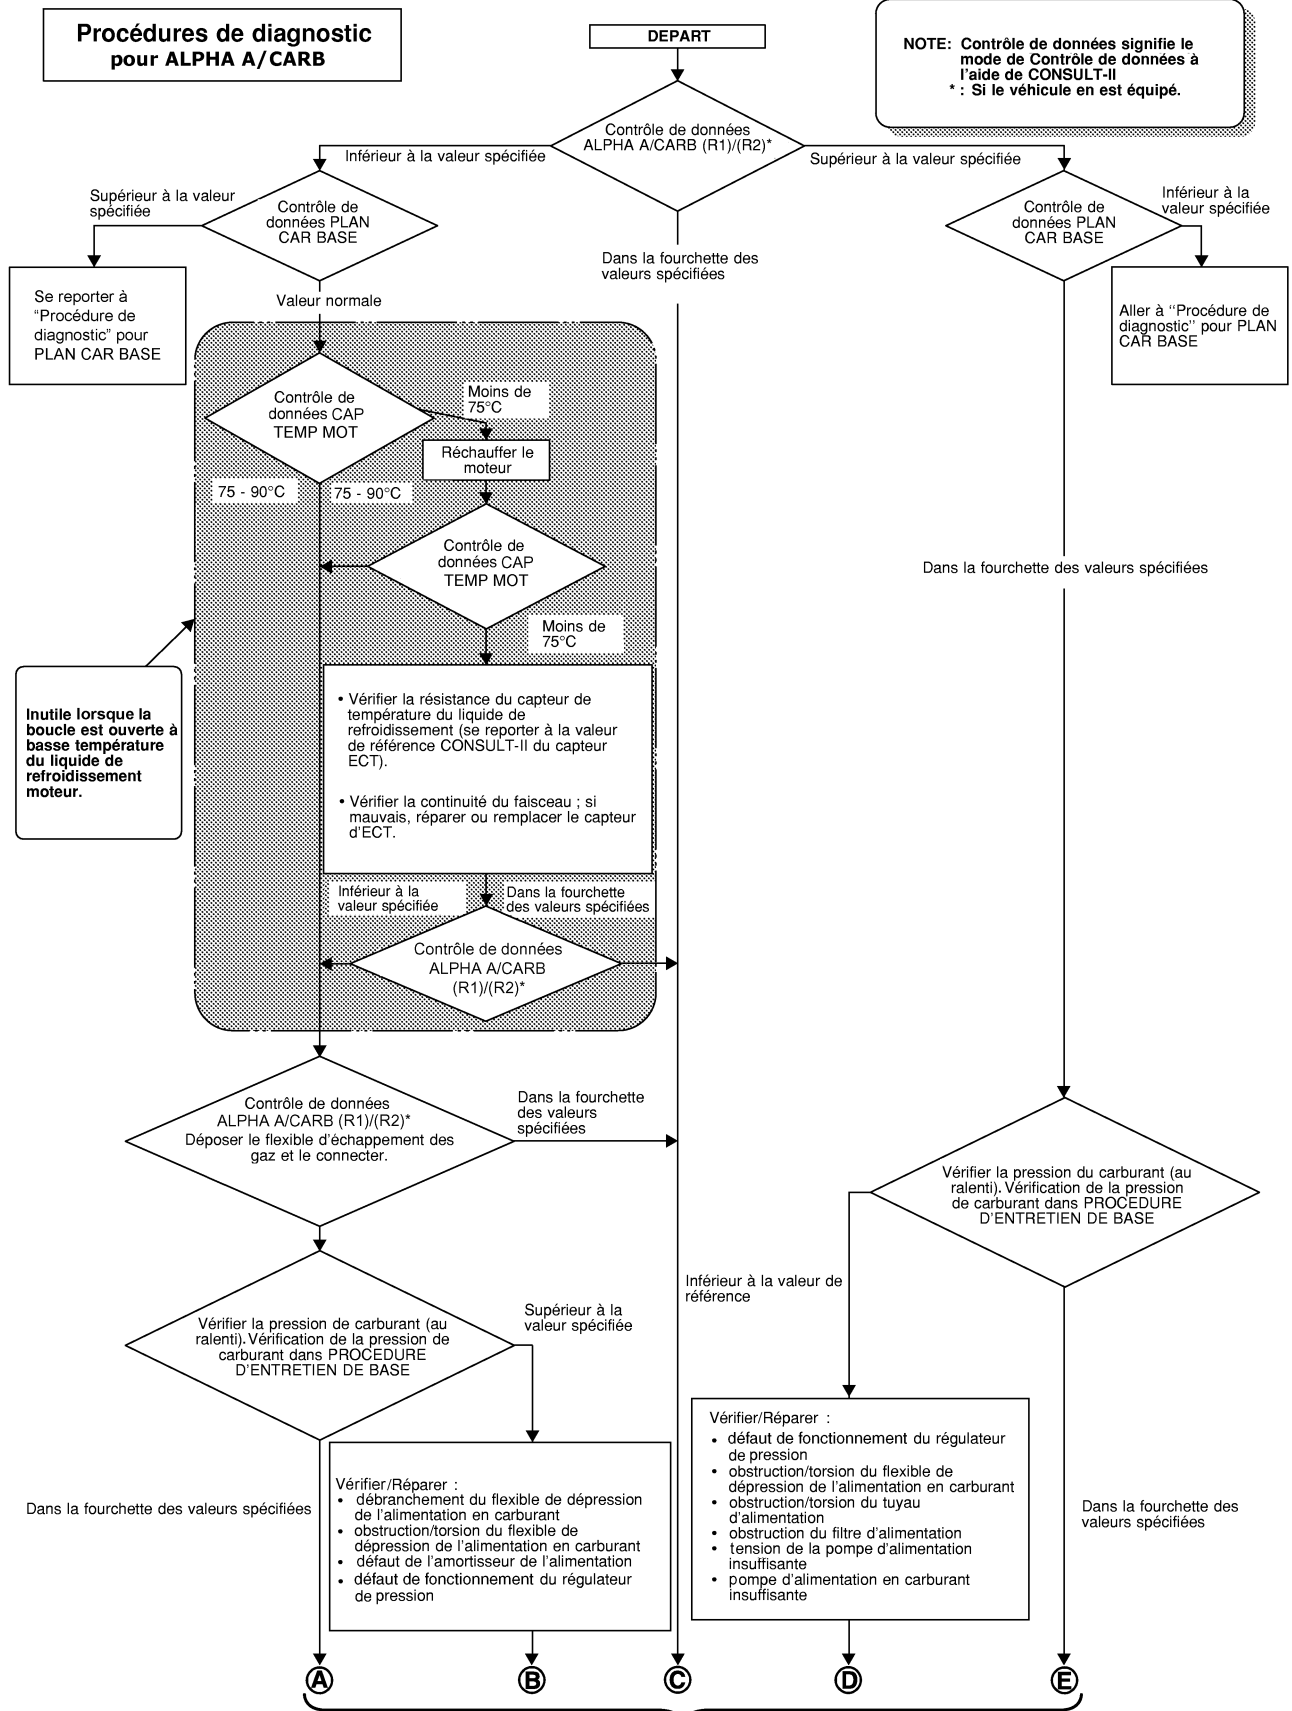 Procédures de diagnostic
pour ALPHA A/CARB
DEPART
NOTE: Contrôle de données signifie le
mode de Contrôle de données à
l'aide de CONSULT-II
* : Si le véhicule en est équipé.
Contrôle de données
ALPHA A/CARB (R1)/(R2)*
Inférieur à la valeur spécifiée
Supérieur à la valeur spécifiée
Supérieur à la valeur
spécifiée
Contrôle de
données PLAN
CAR BASE
Contrôle de
données PLAN
CAR BASE
Inférieur à la
valeur spécifiée
Dans la fourchette des
valeurs spécifiées
Se reporter à
“Procédure de
diagnostic” pour
PLAN CAR BASE
Valeur normale
Aller à ‘‘Procédure de
diagnostic’’ pour PLAN
CAR BASE
Contrôle de
données CAP
TEMP MOT
Moins de
75°C
Réchauffer le
moteur
75 - 90°C
75 - 90°C
Contrôle de
données CAP
TEMP MOT
Dans la fourchette des valeurs spécifiées
Moins de
75°C
Inutile lorsque la
boucle est ouverte à
basse température
du liquide de
refroidissement
moteur.
• Vérifier la résistance du capteur de
température du liquide de
refroidissement (se reporter à la valeur
de référence CONSULT-II du capteur
ECT).
• Vérifier la continuité du faisceau ; si
mauvais, réparer ou remplacer le capteur
d'ECT.
Inférieur à la
valeur spécifiée
Dans la fourchette
des valeurs spécifiées
Contrôle de données
ALPHA A/CARB
(R1)/(R2)*
Contrôle de données
ALPHA A/CARB (R1)/(R2)*
Déposer le flexible d'échappement des
gaz et le connecter.
Dans la fourchette
des valeurs
spécifiées
Vérifier la pression du carburant (au
ralenti). Vérification de la pression
de carburant dans PROCEDURE
D'ENTRETIEN DE BASE
Inférieur à la valeur de
référence
Vérifier la pression de carburant (au
ralenti). Vérification de la pression de
carburant dans PROCEDURE
D'ENTRETIEN DE BASE
Supérieur à la
valeur spécifiée
Dans la fourchette des valeurs spécifiées
Vérifier/Réparer :
• débranchement du flexible de dépression
de l'alimentation en carburant
• obstruction/torsion du flexible de
dépression de l'alimentation en carburant
• défaut de l'amortisseur de l'alimentation
• défaut de fonctionnement du régulateur
de pression
Vérifier/Réparer :
• défaut de fonctionnement du régulateur
de pression
• obstruction/torsion du flexible de
dépression de l'alimentation en carburant
• obstruction/torsion du tuyau
d'alimentation
• obstruction du filtre d'alimentation
• tension de la pompe d'alimentation
insuffisante
• pompe d'alimentation en carburant
insuffisante
Dans la fourchette des
valeurs spécifiées
A
B
C
D
E